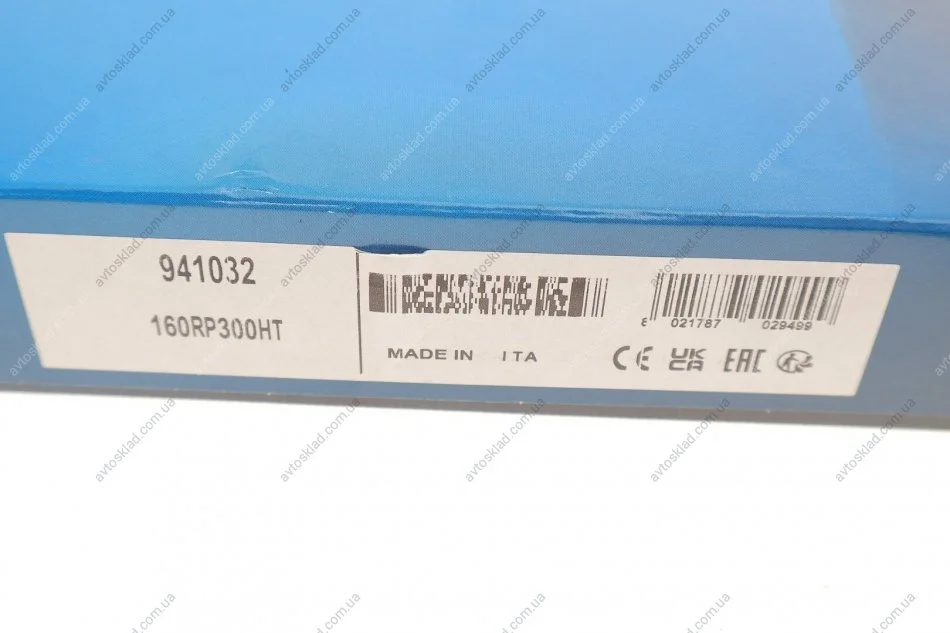 941032
160RP300HT
MADE IN ITA
8 021787 029499
CE UK CA EAC
avtosklad.com.ua